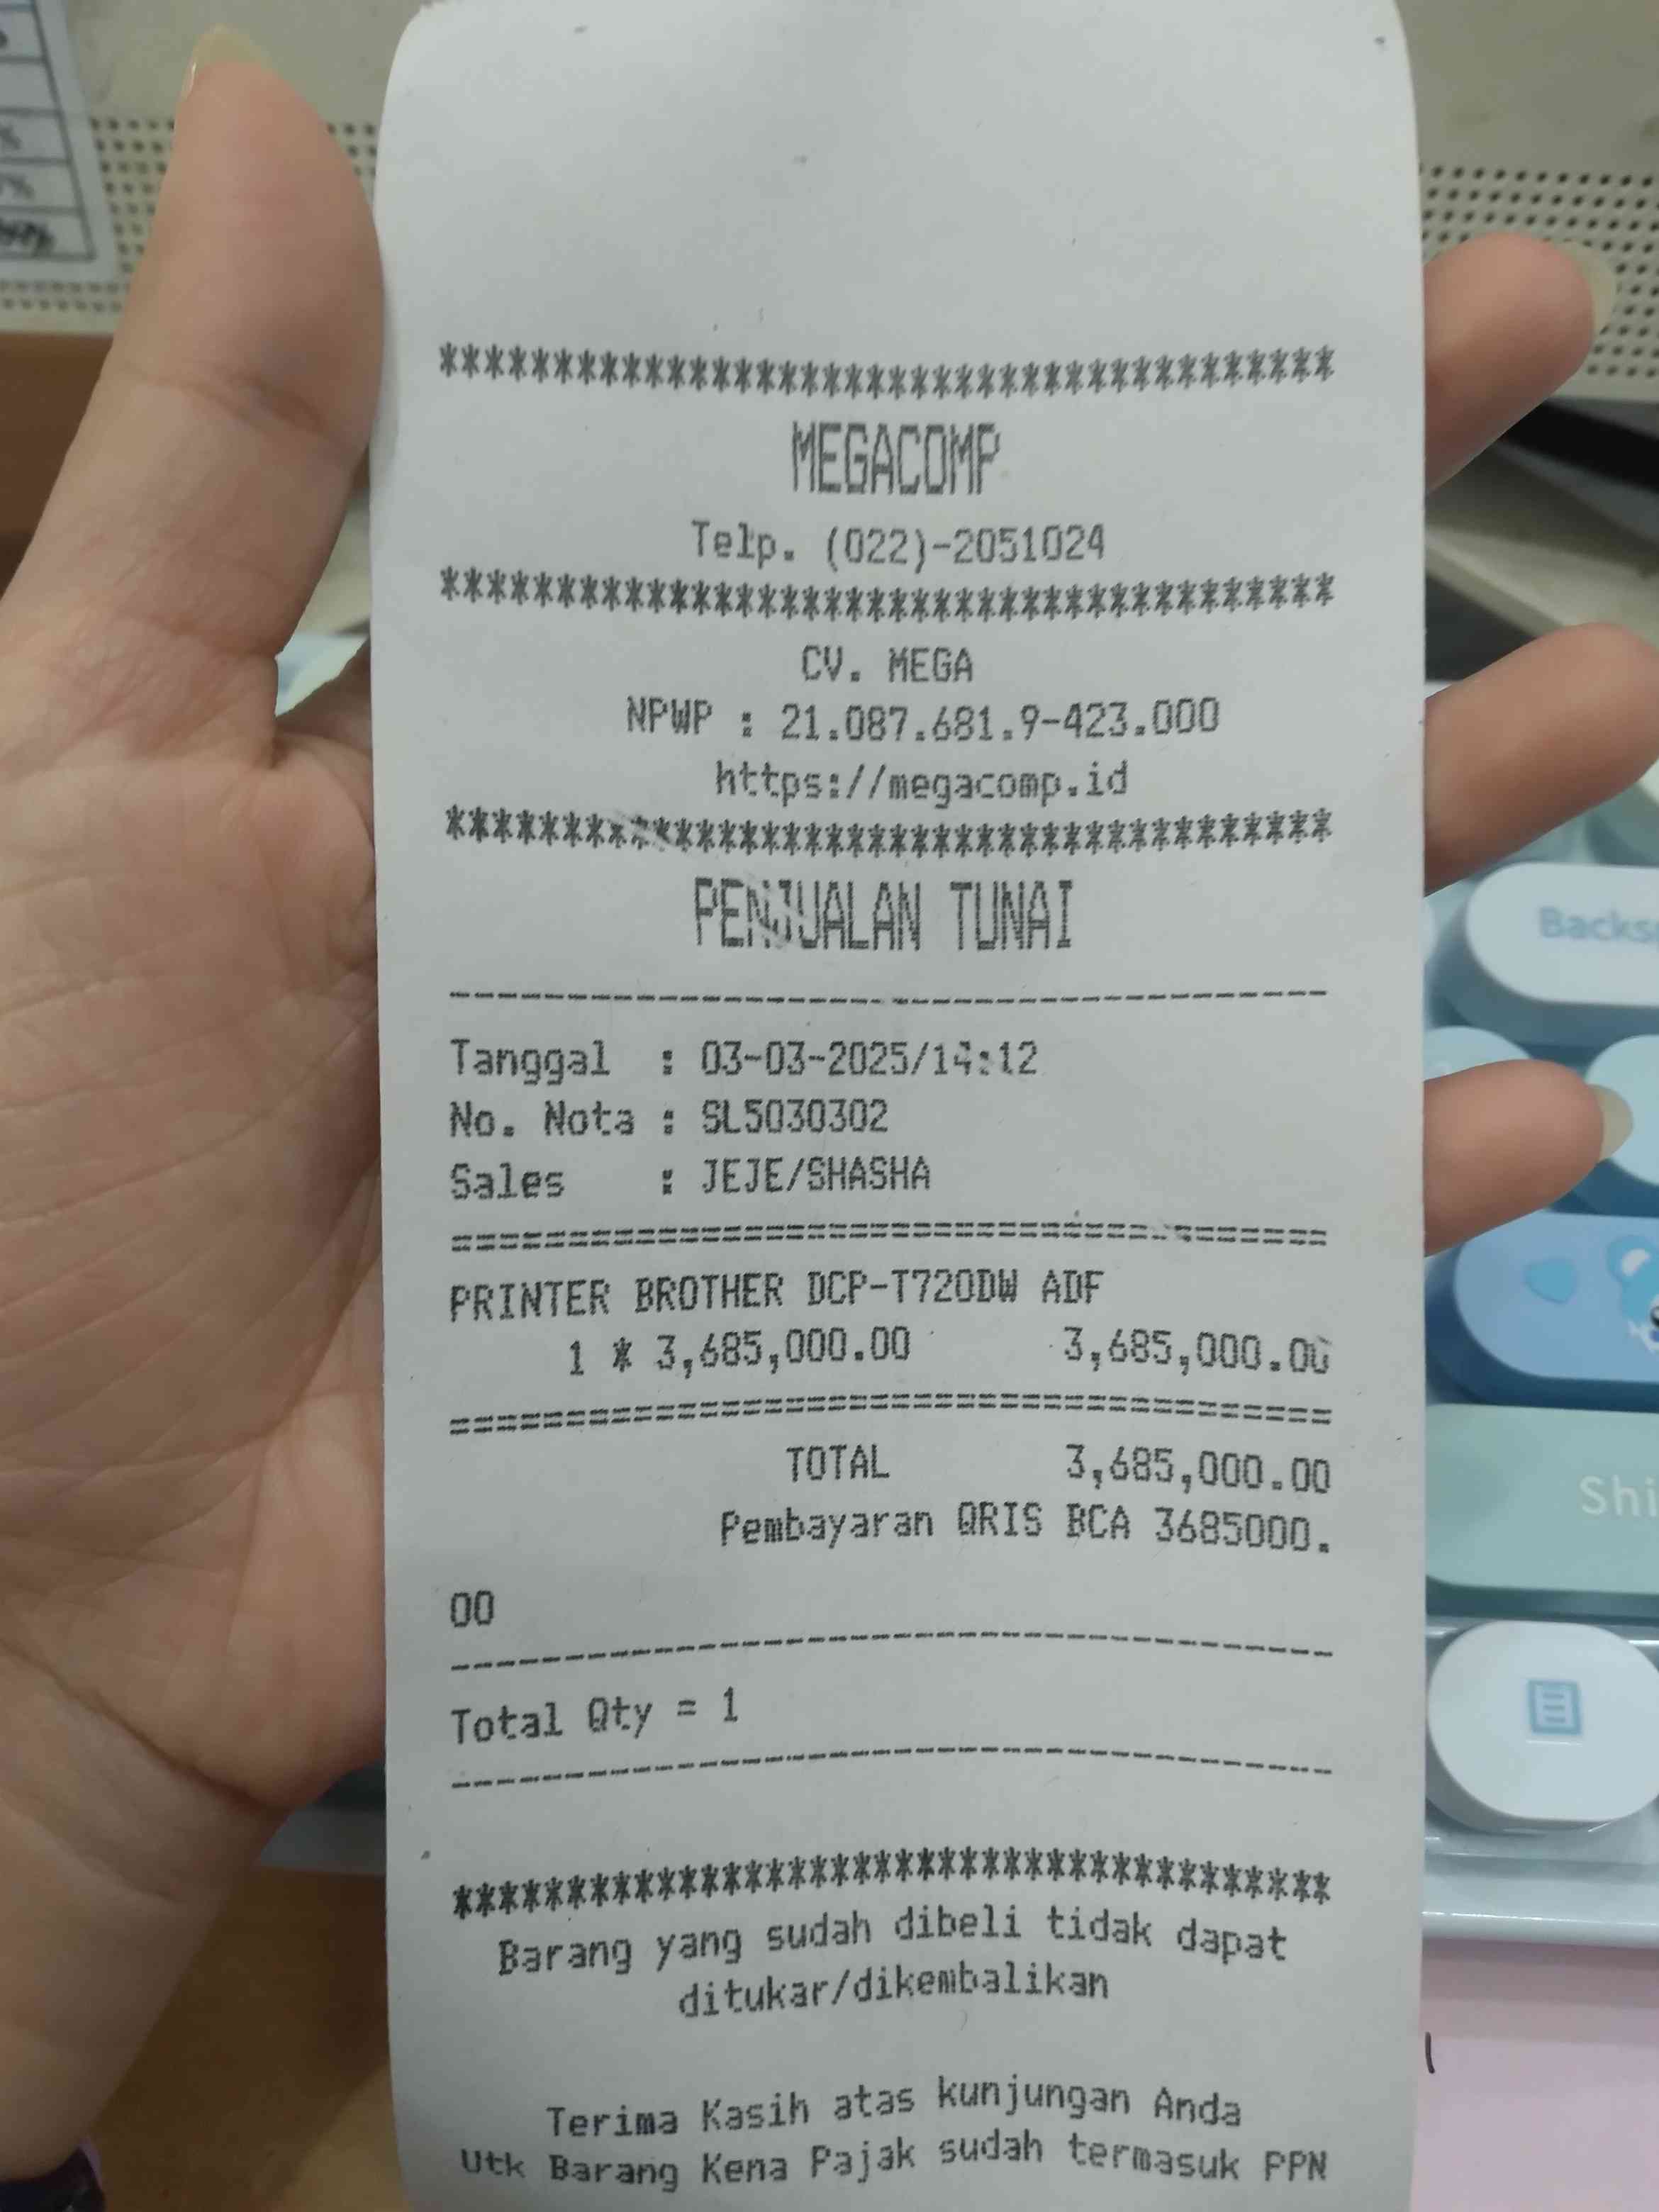 ****************************************
MEGACOMP
Telp. (022)-2051024
****************************************
CV. MEGA
NPWP : 21.087.681.9-423.000
https://megacomp.id
****************************************
PENJUALAN TUNAI
----------------------------------------
Tanggal : 03-03-2025/14:12
No. Nota : SL5030302
Sales : JEJE/SHASHA
========================================
PRINTER BROTHER DCP-T720DW ADF
1 * 3,685,000.00 3,685,000.00
========================================
TOTAL 3,685,000.00
Pembayaran QRIS BCA 3685000.
00
----------------------------------------
Total Qty = 1
----------------------------------------
****************************************
Barang yang sudah dibeli tidak dapat
ditukar/dikembalikan
Terima Kasih atas kunjungan Anda
Utk Barang Kena Pajak sudah termasuk PPN
Backs
Shi